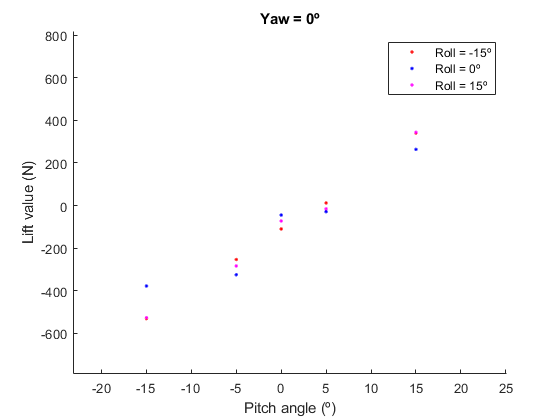 Yaw = 0º
Roll = -15º
Roll = 0º
Roll = 15º
Lift value (N)
800
600
400
200
0
-200
-400
-600
-20 -15 -5 0 5 10 15 20 25
Pitch angle (º)